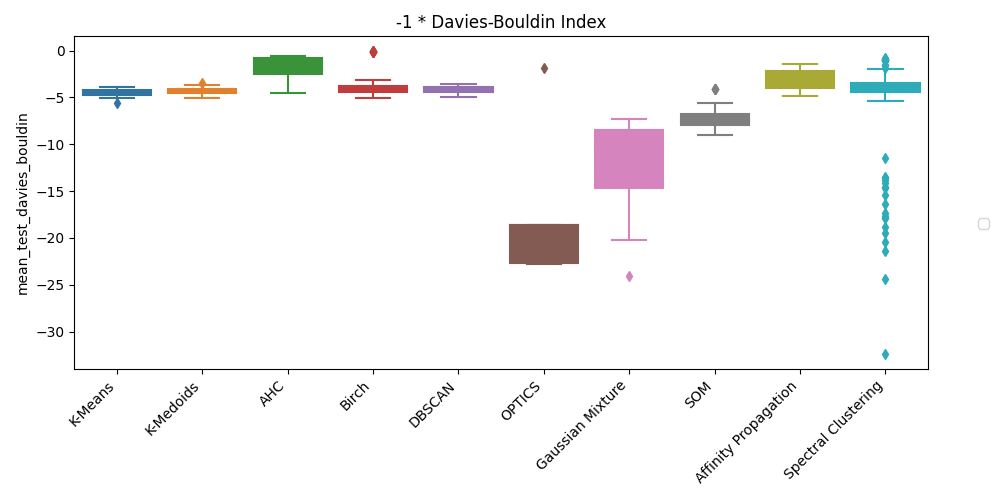 -1 * Davies-Bouldin Index
mean_test_davies_bouldin
0
−5
−10
−15
−20
−25
−30
K-Means
K-Medoids
AHC
Birch
DBSCAN
OPTICS
Gaussian Mixture
SOM
Affinity Propagation
Spectral Clustering